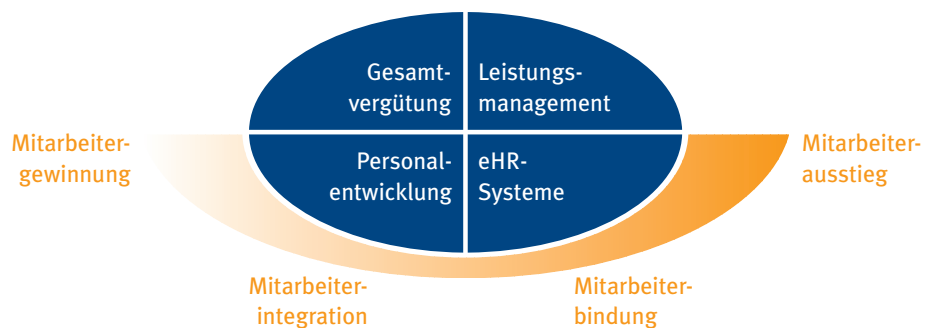 Gesamt-
vergütung
Leistungs-
management
Mitarbeiter-
gewinnung
Personal-
entwicklung
eHR-
Systeme
Mitarbeiter-
ausstieg
Mitarbeiter-
integration
Mitarbeiter-
bindung